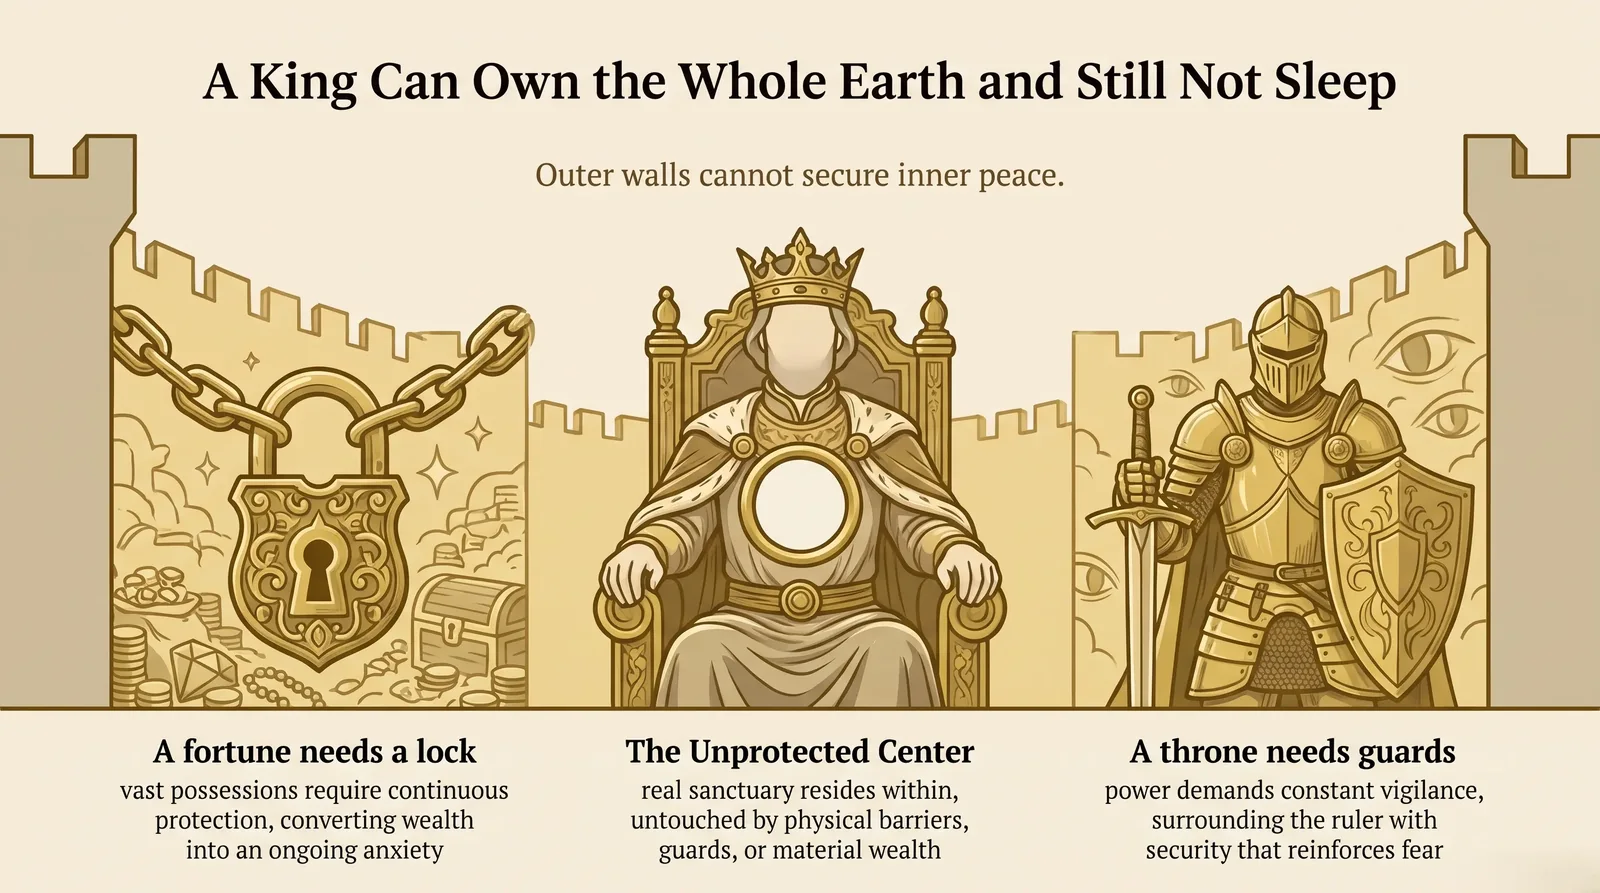 A King Can Own the Whole Earth and Still Not Sleep
Outer walls cannot secure inner peace.
A fortune needs a lock
vast possessions require continuous
protection, converting wealth
into an ongoing anxiety
The Unprotected Center
real sanctuary resides within,
untouched by physical barriers,
guards, or material wealth
A throne needs guards
power demands constant vigilance,
surrounding the ruler with
security that reinforces fear